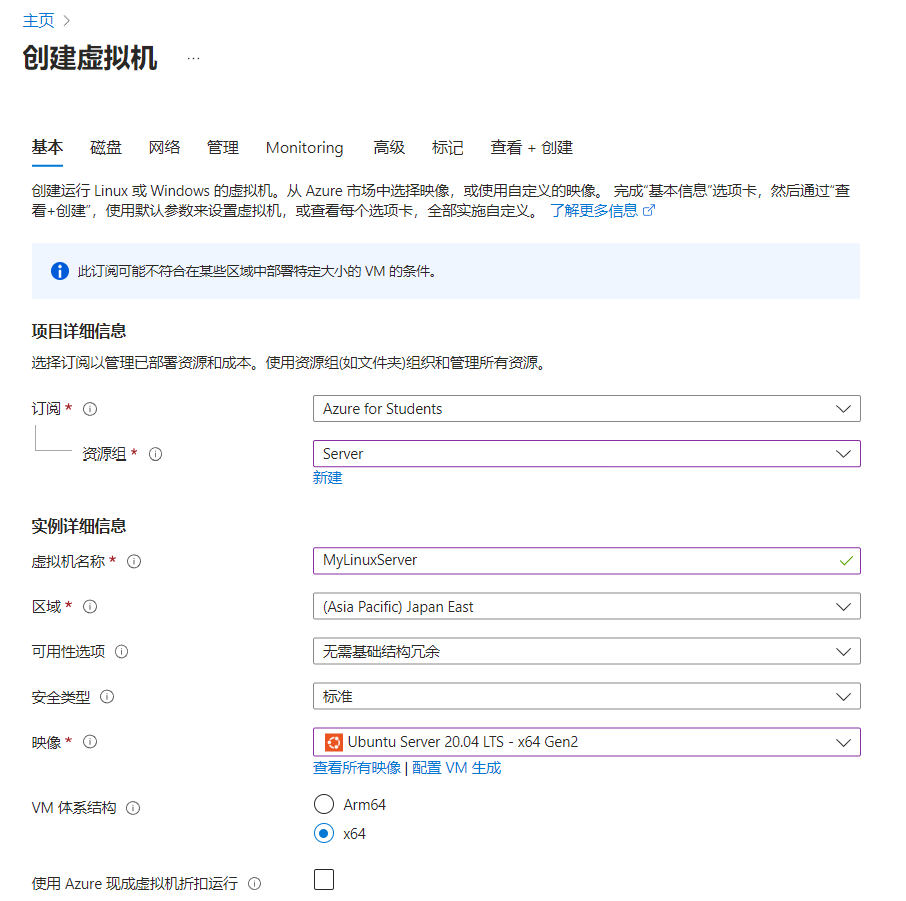 主页
创建虚拟机 ...
基本 磁盘 网络 管理 Monitoring 高级 标记 查看 + 创建
创建运行 Linux 或 Windows 的虚拟机。从 Azure 市场中选择映像，或使用自定义的映像。 完成“基本信息”选项卡，然后通过“查
看+创建”，使用默认参数来设置虚拟机，或查看每个选项卡，全部实施自定义。 了解更多信息
此订阅可能不符合在某些区域中部署特定大小的 VM 的条件。
项目详细信息
选择订阅以管理已部署资源和成本。使用资源组(如文件夹)组织和管理所有资源。
订阅 * Azure for Students
资源组 * Server
新建
实例详细信息
虚拟机名称 * MyLinuxServer
区域 * (Asia Pacific) Japan East
可用性选项 无需基础结构冗余
安全类型 标准
映像 * Ubuntu Server 20.04 LTS - x64 Gen2
查看所有映像 | 配置 VM 生成
VM 体系结构 Arm64
x64
使用 Azure 现成虚拟机折扣运行